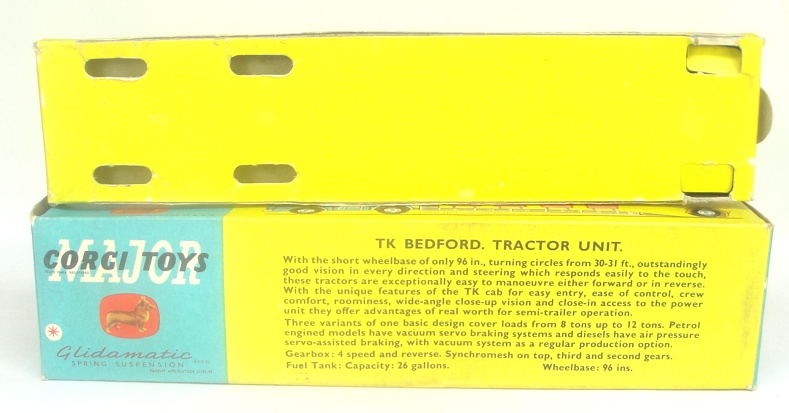 MAJOR
CORGI TOYS
Glidamatic
SPRING SUSPENSION
TK BEDFORD. TRACTOR UNIT.
With the short wheelbase of only 96 in., turning circles from 30-31 ft., outstandingly
good vision in every direction and steering which responds easily to the touch,
these tractors are exceptionally easy to manoeuvre either forward or in reverse.
With the unique features of the TK cab for easy entry, ease of control, crew
comfort, roominess, wide-angle close-up vision and close-in access to the power
unit they offer advantages of real worth for semi-trailer operation.
Three variants of one basic design cover loads from 8 tons up to 12 tons. Petrol
engined models have vacuum servo braking systems and diesels have air pressure
servo-assisted braking, with vacuum system as a regular production option.
Gearbox: 4 speed and reverse. Synchromesh on top, third and second gears.
Fuel Tank: Capacity: 26 gallons. Wheelbase: 96 ins.